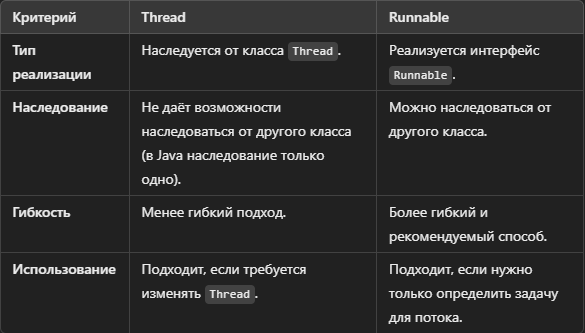 Критерий Thread Runnable
Тип
реализации
Наследуется от класса Thread.
Реализуется интерфейс
Runnable.
Наследование
Не даёт возможности
наследоваться от другого класса
(в Java наследование только
одно).
Можно наследоваться от
другого класса.
Гибкость
Менее гибкий подход.
Более гибкий и
рекомендуемый способ.
Использование
Подходит, если требуется
изменять Thread.
Подходит, если нужно
только определить задачу
для потока.